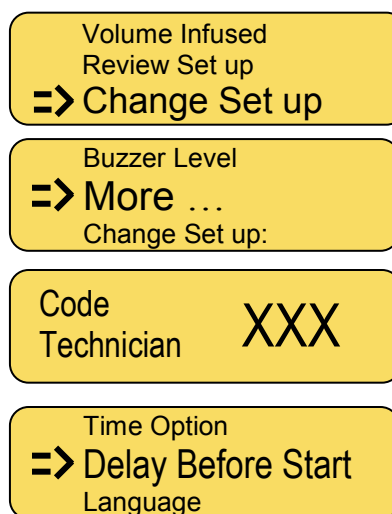 Volume Infused
Review Set up
=> Change Set up
Buzzer Level
=> More ...
Change Set up:
Code
Technician XXX
Time Option
=> Delay Before Start
Language